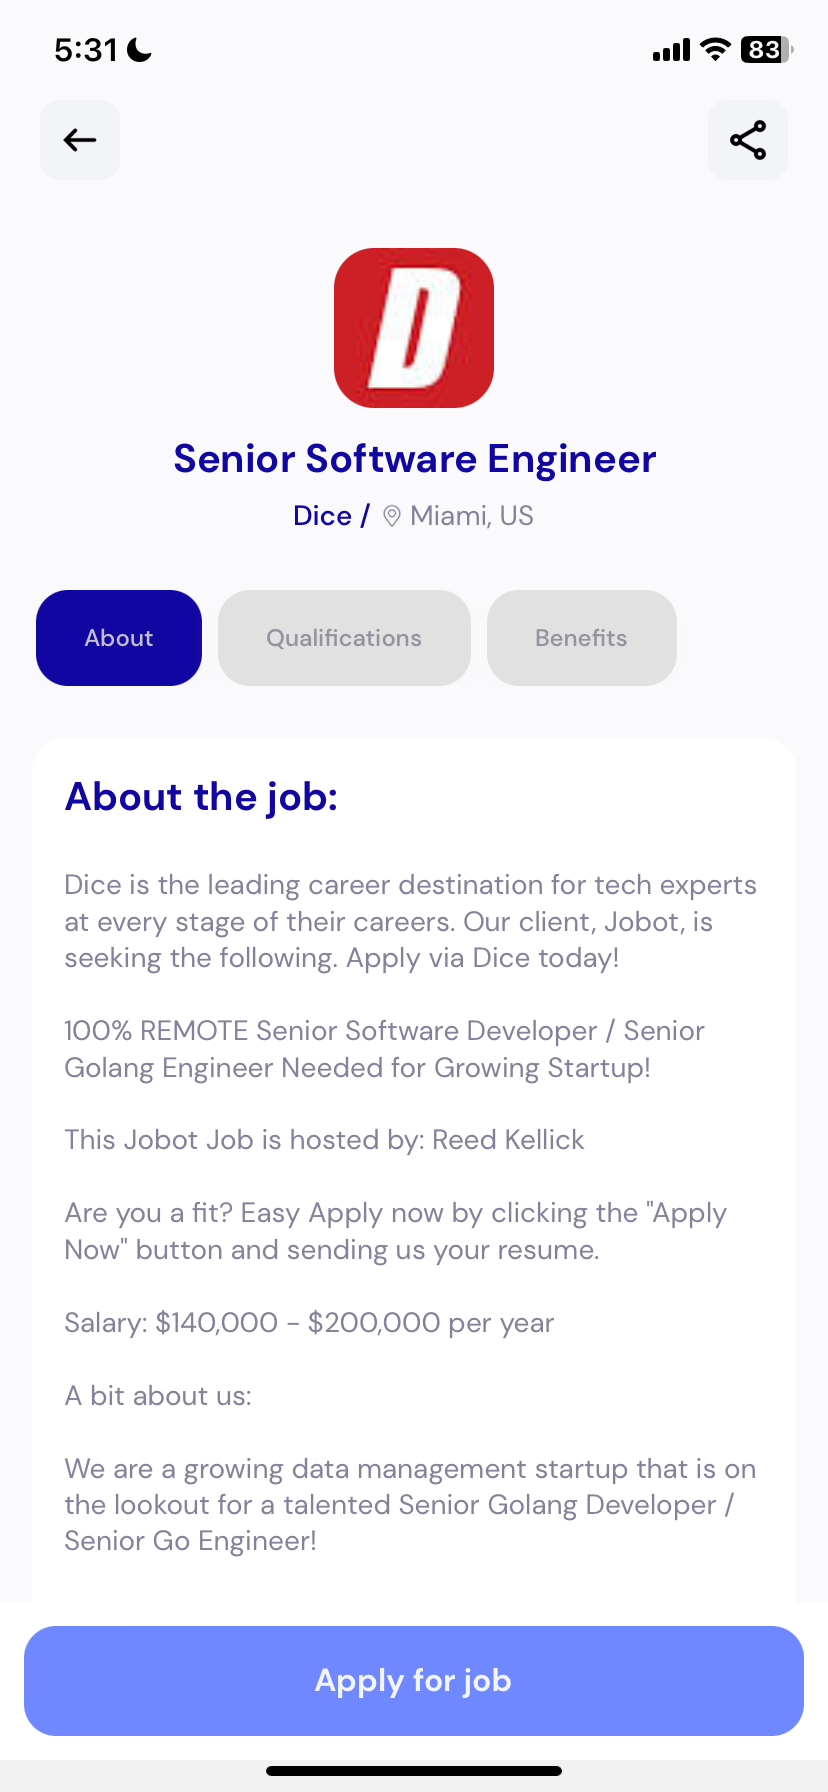 5:31
83
D
Senior Software Engineer
Dice / Miami, US
About
Qualifications
Benefits
About the job:
Dice is the leading career destination for tech experts
at every stage of their careers. Our client, Jobot, is
seeking the following. Apply via Dice today!
100% REMOTE Senior Software Developer / Senior
Golang Engineer Needed for Growing Startup!
This Jobot Job is hosted by: Reed Kellick
Are you a fit? Easy Apply now by clicking the "Apply
Now" button and sending us your resume.
Salary: $140,000 - $200,000 per year
A bit about us:
We are a growing data management startup that is on
the lookout for a talented Senior Golang Developer /
Senior Go Engineer!
Apply for job